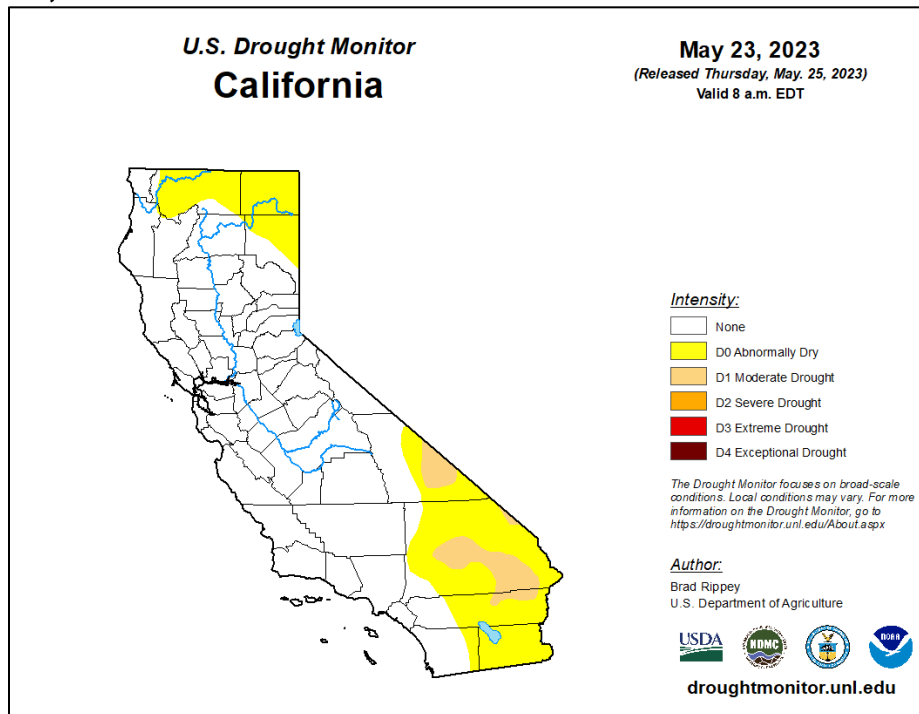 U.S. Drought Monitor
California
May 23, 2023
(Released Thursday, May. 25, 2023)
Valid 8 a.m. EDT
Intensity:
None
D0 Abnormally Dry
D1 Moderate Drought
D2 Severe Drought
D3 Extreme Drought
D4 Exceptional Drought
The Drought Monitor focuses on broad-scale
conditions. Local conditions may vary. For more
information on the Drought Monitor, go to
https://droughtmonitor.unl.edu/About.aspx
Author:
Brad Rippey
U.S. Department of Agriculture
USDA
NDMC
NOAA
droughtmonitor.unl.edu